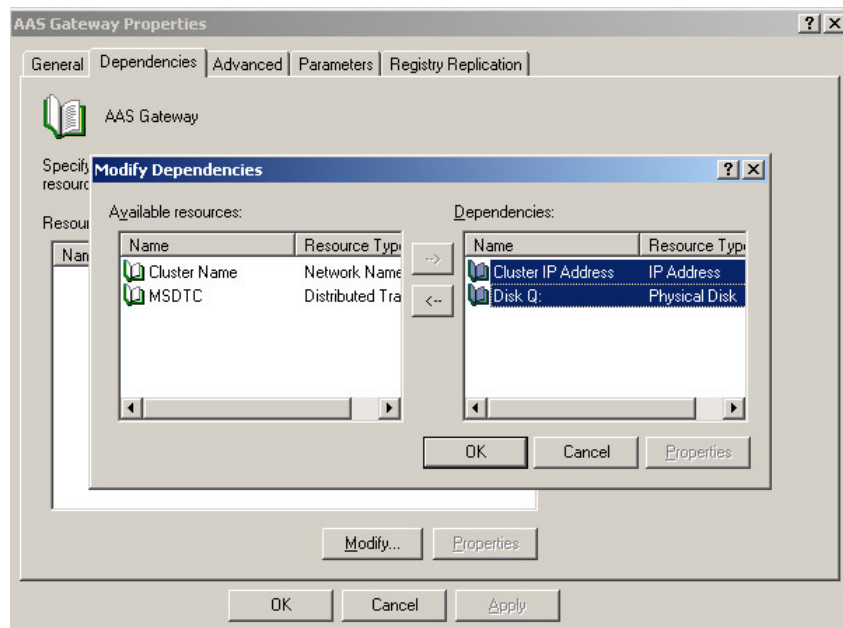 AAS Gateway Properties
General Dependencies Advanced Parameters Registry Replication
AAS Gateway
Specify
resourc
Modify Dependencies
Available resources:
Dependencies:
Resour
Nan
Name Resource Typ
Cluster Name Network Name
MSDTC Distributed Tra
-->
<--
Name Resource Typ
Cluster IP Address IP Address
Disk Q: Physical Disk
OK Cancel Properties
Modify... Properties
OK Cancel Apply